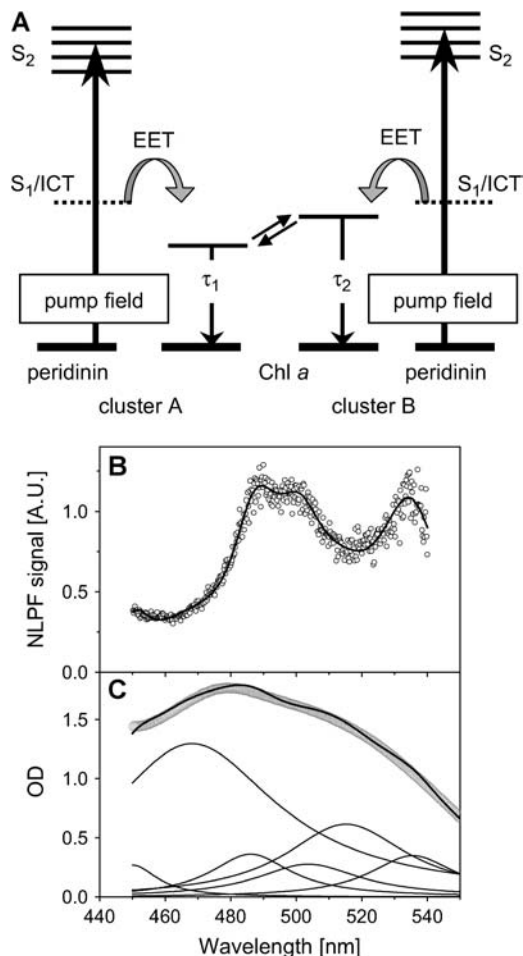 A
S2
S2
EET
EET
S1/ICT
S1/ICT
τ1
τ2
pump field
pump field
peridinin
Chl a
peridinin
cluster A
cluster B
B
NLPF signal [A.U.]
1.0
0.5
0.0
C
OD
1.5
1.0
0.5
0.0
440 460 480 500 520 540
Wavelength [nm]